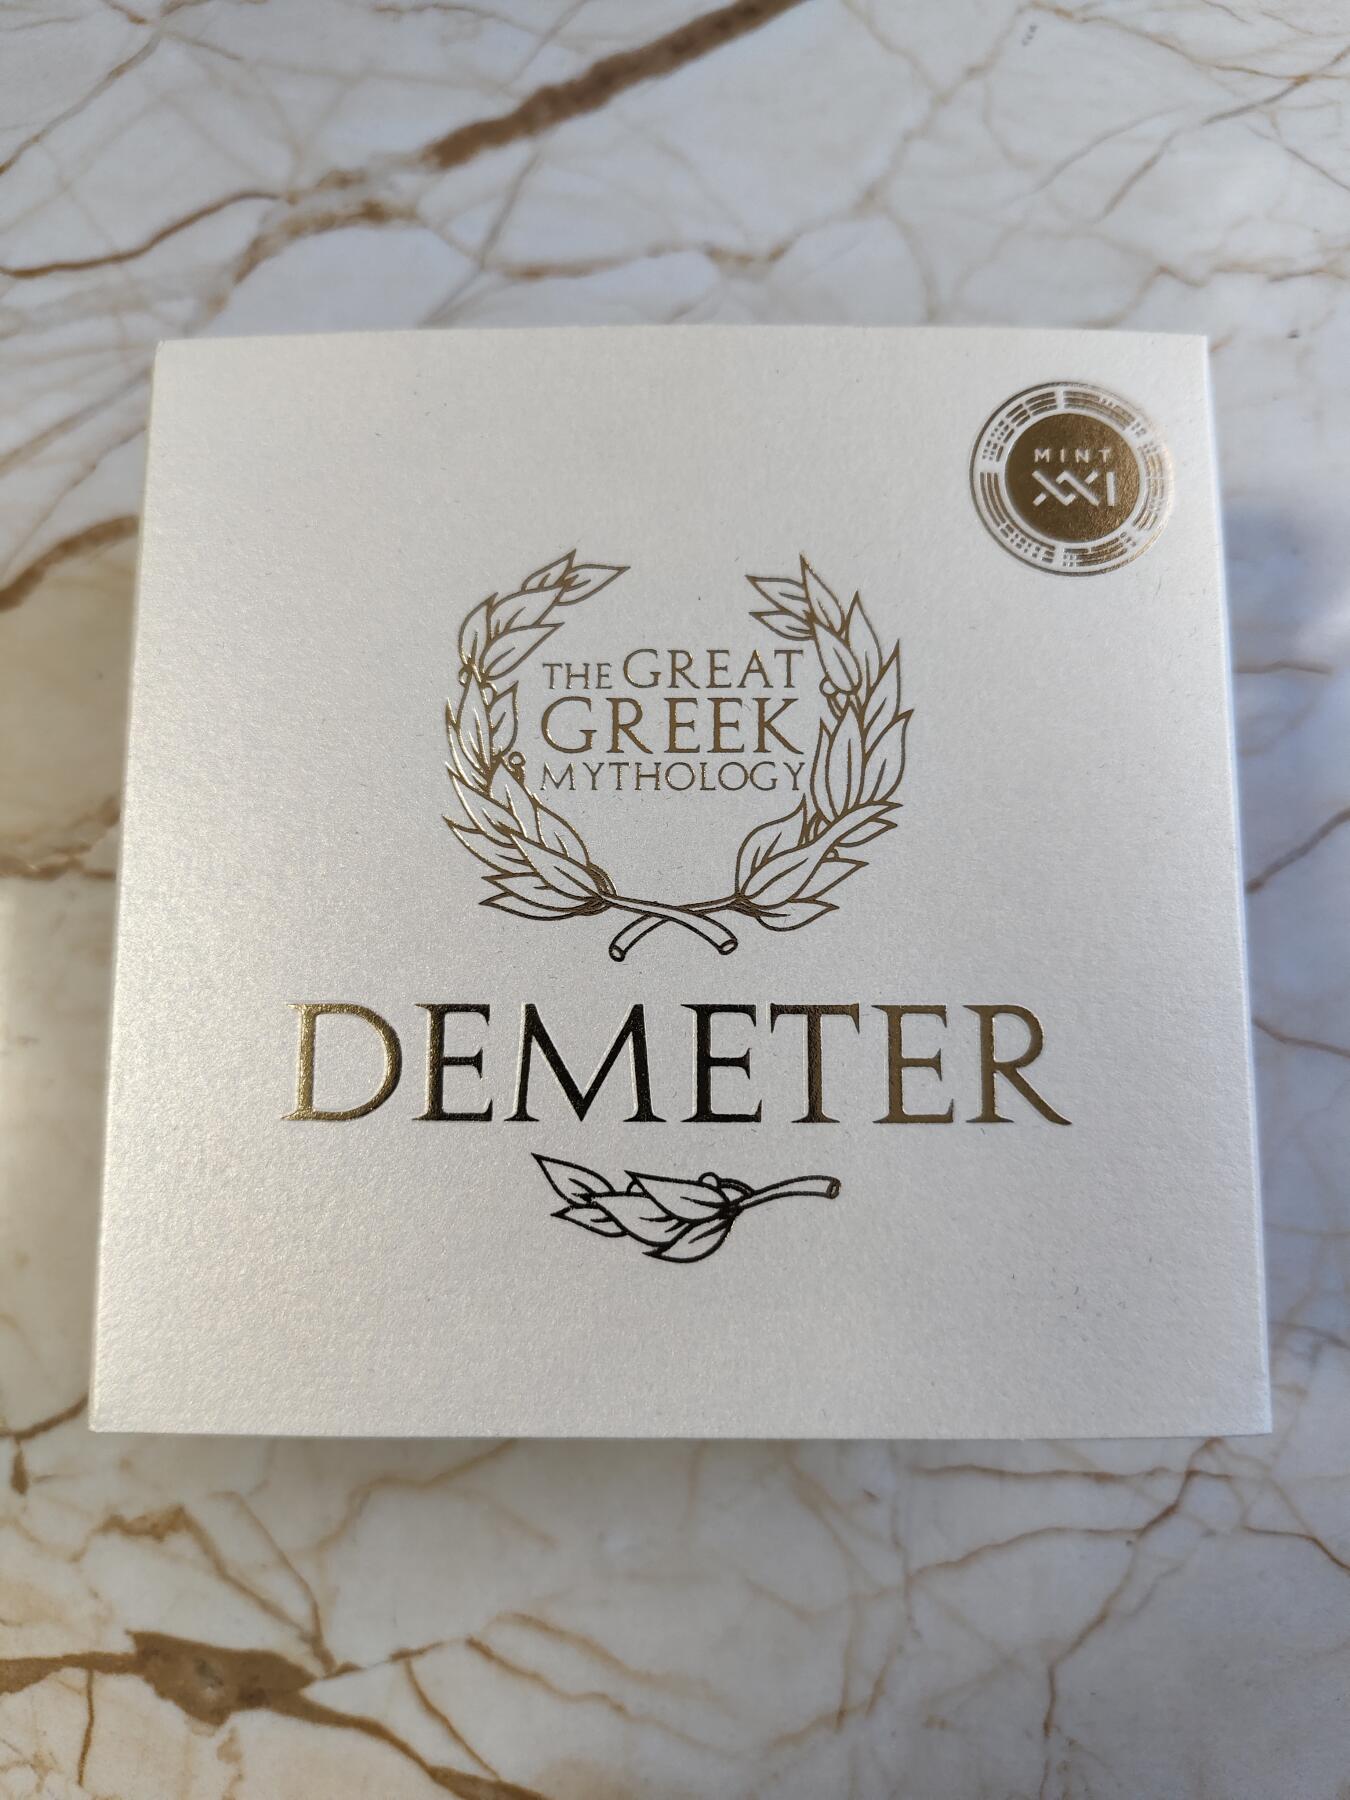 MINT
XXI
THE GREAT
GREEK
MYTHOLOGY
DEMETER